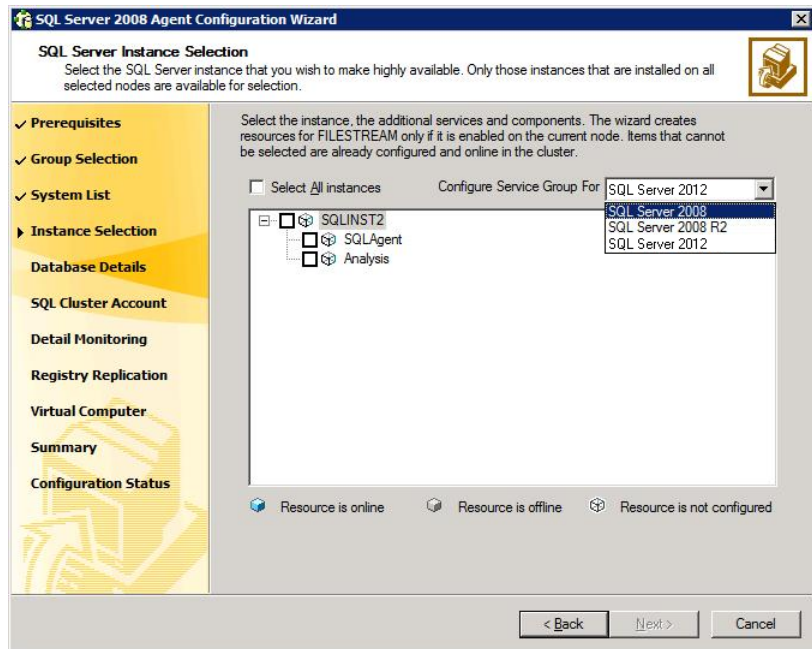 SQL Server 2008 Agent Configuration Wizard
SQL Server Instance Selection
Select the SQL Server instance that you wish to make highly available. Only those instances that are installed on all
selected nodes are available for selection.
Prerequisites
Group Selection
System List
Instance Selection
Database Details
SQL Cluster Account
Detail Monitoring
Registry Replication
Virtual Computer
Summary
Configuration Status
Select the instance, the additional services and components. The wizard creates
resources for FILESTREAM only if it is enabled on the current node. Items that cannot
be selected are already configured and online in the cluster.
Select All instances
Configure Service Group For
SQL Server 2012
SQL Server 2008
SQL Server 2008 R2
SQL Server 2012
SQLINST2
SQLAgent
Analysis
Resource is online
Resource is offline
Resource is not configured
< Back
Next >
Cancel